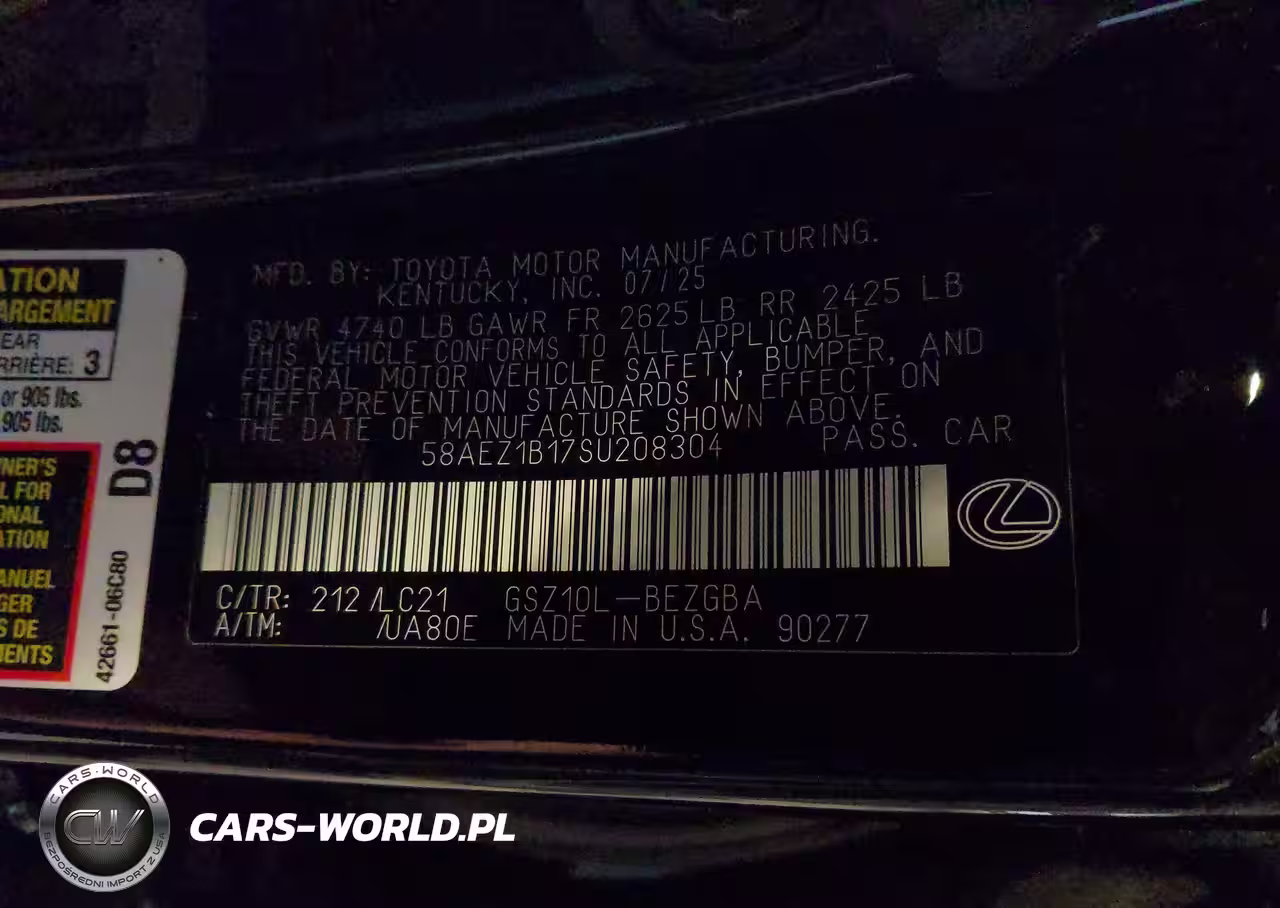 ATION
ARGEMENT
EAR
RRIÈRE: 3
or 905 lbs.
905 lbs.
NER'S
L FOR
ONAL
ATION
ANUEL
GER
S DE
IENTS
D8
42661-06C80
MFD. BY: TOYOTA MOTOR MANUFACTURING.
KENTUCKY, INC. 07/25
GVWR 4740 LB GAWR FR 2625 LB RR 2425 LB
THIS VEHICLE CONFORMS TO ALL APPLICABLE
FEDERAL MOTOR VEHICLE SAFETY, BUMPER, AND
THEFT PREVENTION STANDARDS IN EFFECT ON
THE DATE OF MANUFACTURE SHOWN ABOVE.
58AEZ1B17SU208304 PASS. CAR
C/TR: 212 /LC21 GSZ10L-BEZGBA
A/TM: /UA80E MADE IN U.S.A. 90277
CARS-WORLD
CW
BEZPOŚREDNI IMPORT Z USA
CARS-WORLD.PL